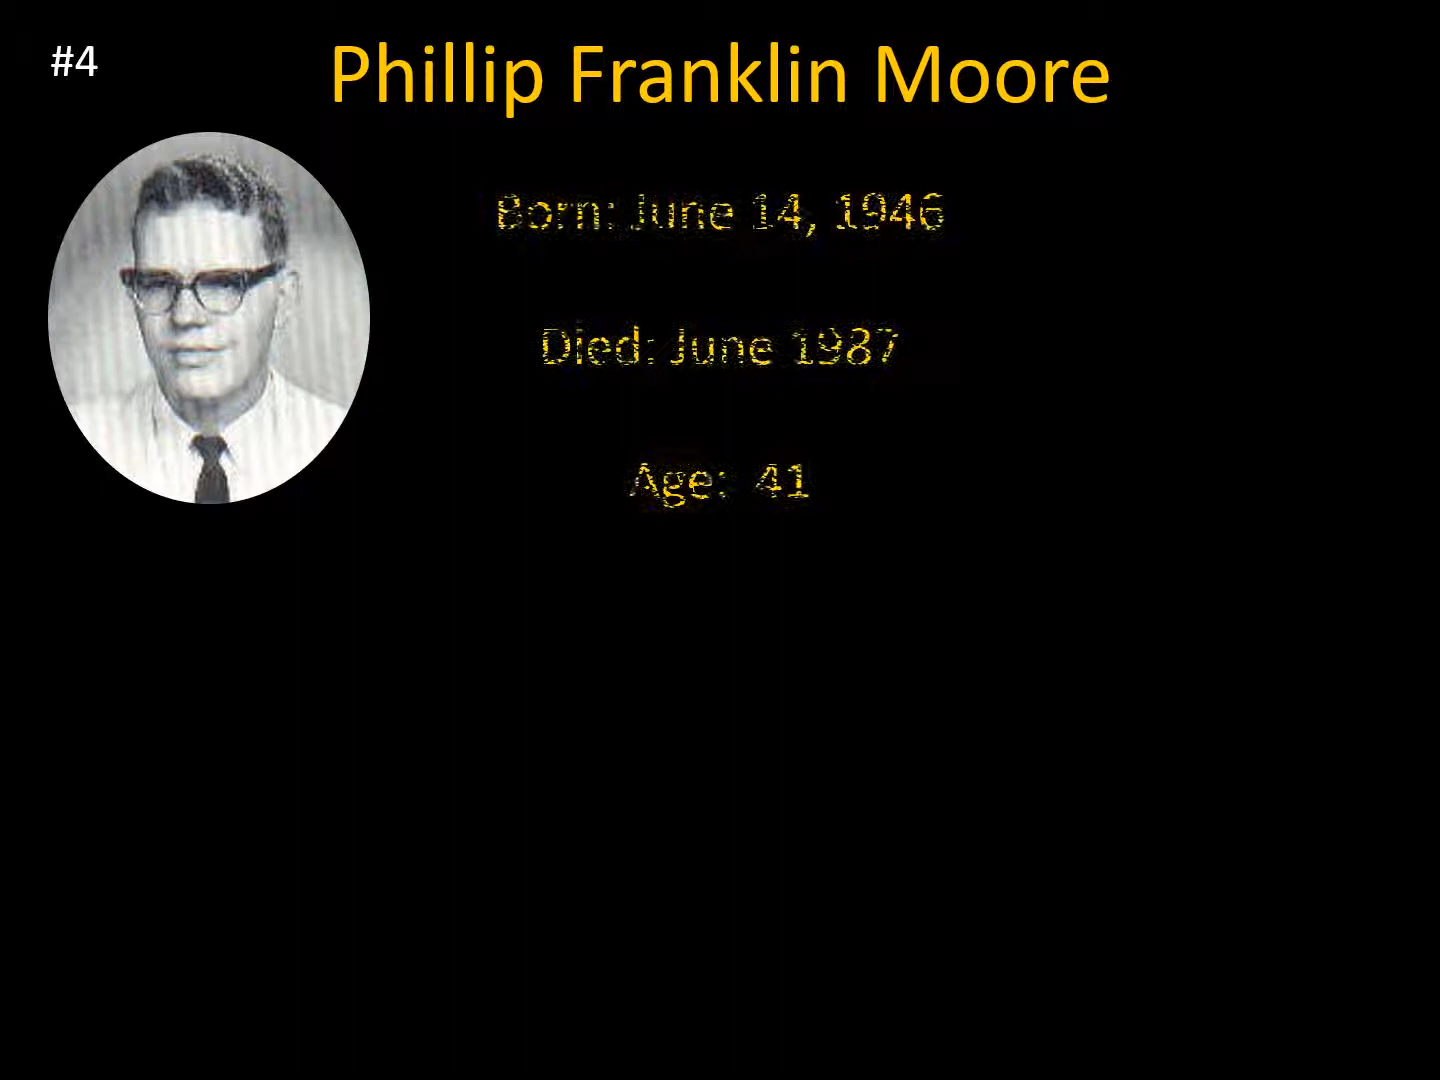 #4
Phillip Franklin Moore
Born: June 14, 1946
Died: June 1987
Age: 41